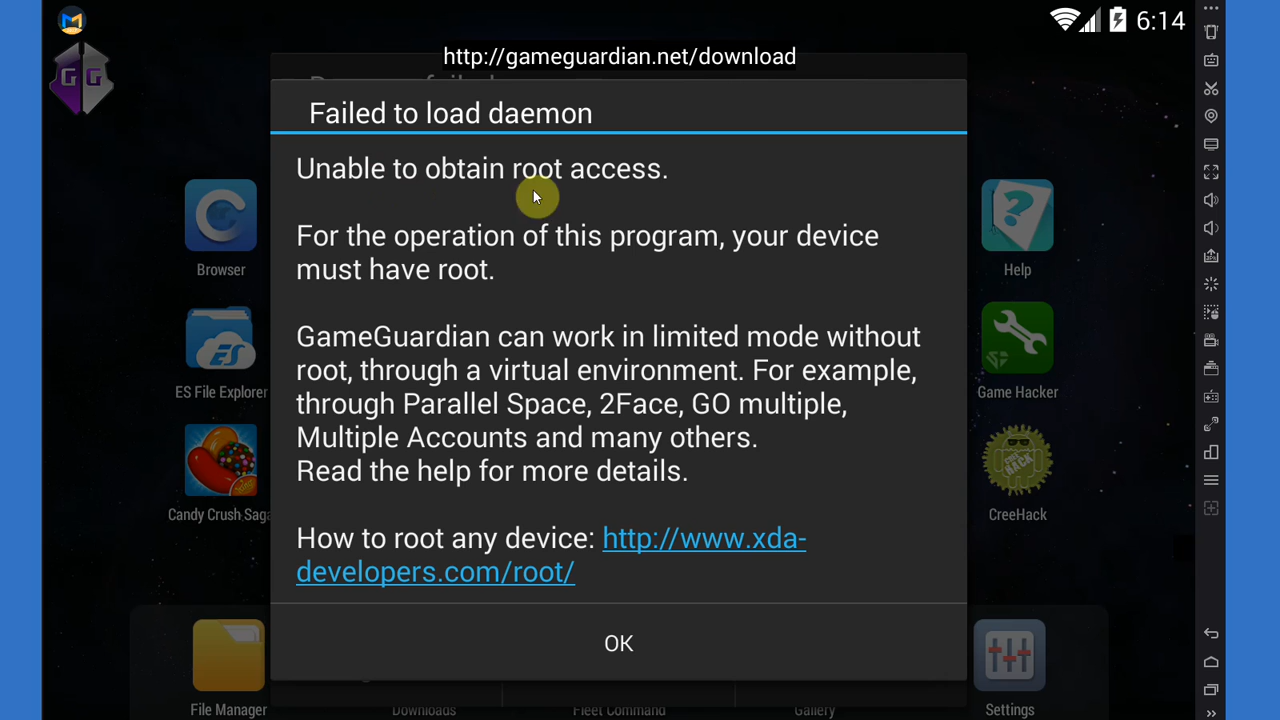 6:14
http://gameguardian.net/download
G G
Failed to load daemon
Unable to obtain root access.
For the operation of this program, your device
must have root.
GameGuardian can work in limited mode without
root, through a virtual environment. For example,
through Parallel Space, 2Face, GO multiple,
Multiple Accounts and many others.
Read the help for more details.
How to root any device: http://www.xda-
developers.com/root/
OK
Browser
Help
ES
ES File Explorer
Game Hacker
Candy Crush Saga
CREEHACK
CreeHack
File Manager
Downloads
Fleet Command
Gallery
Settings